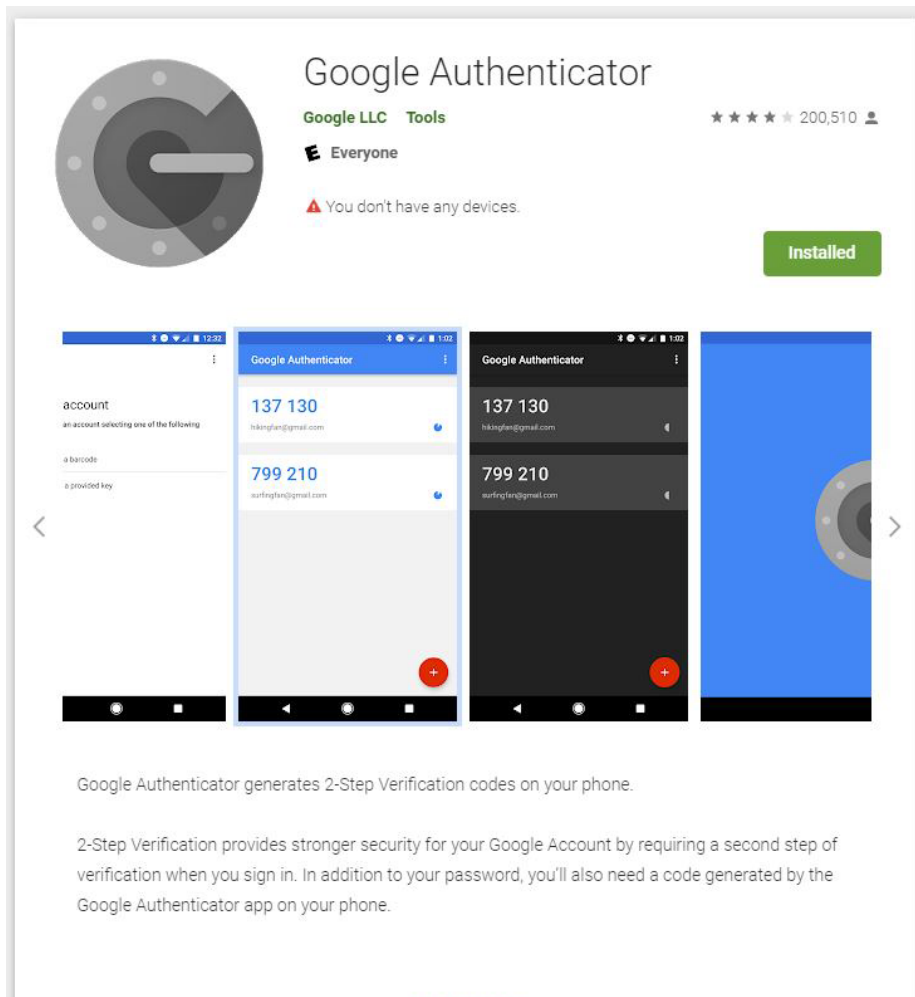 Google Authenticator
Google LLC Tools
200,510
Everyone
You don't have any devices.
Installed
12:32
account
an account selecting one of the following
a barcode
a provided key
1:02
Google Authenticator
137 130
hikingfan@gmail.com
799 210
surfingfan@gmail.com
+
1:02
Google Authenticator
137 130
hikingfan@gmail.com
799 210
surfingfan@gmail.com
+
Google Authenticator generates 2-Step Verification codes on your phone.
2-Step Verification provides stronger security for your Google Account by requiring a second step of
verification when you sign in. In addition to your password, you'll also need a code generated by the
Google Authenticator app on your phone.